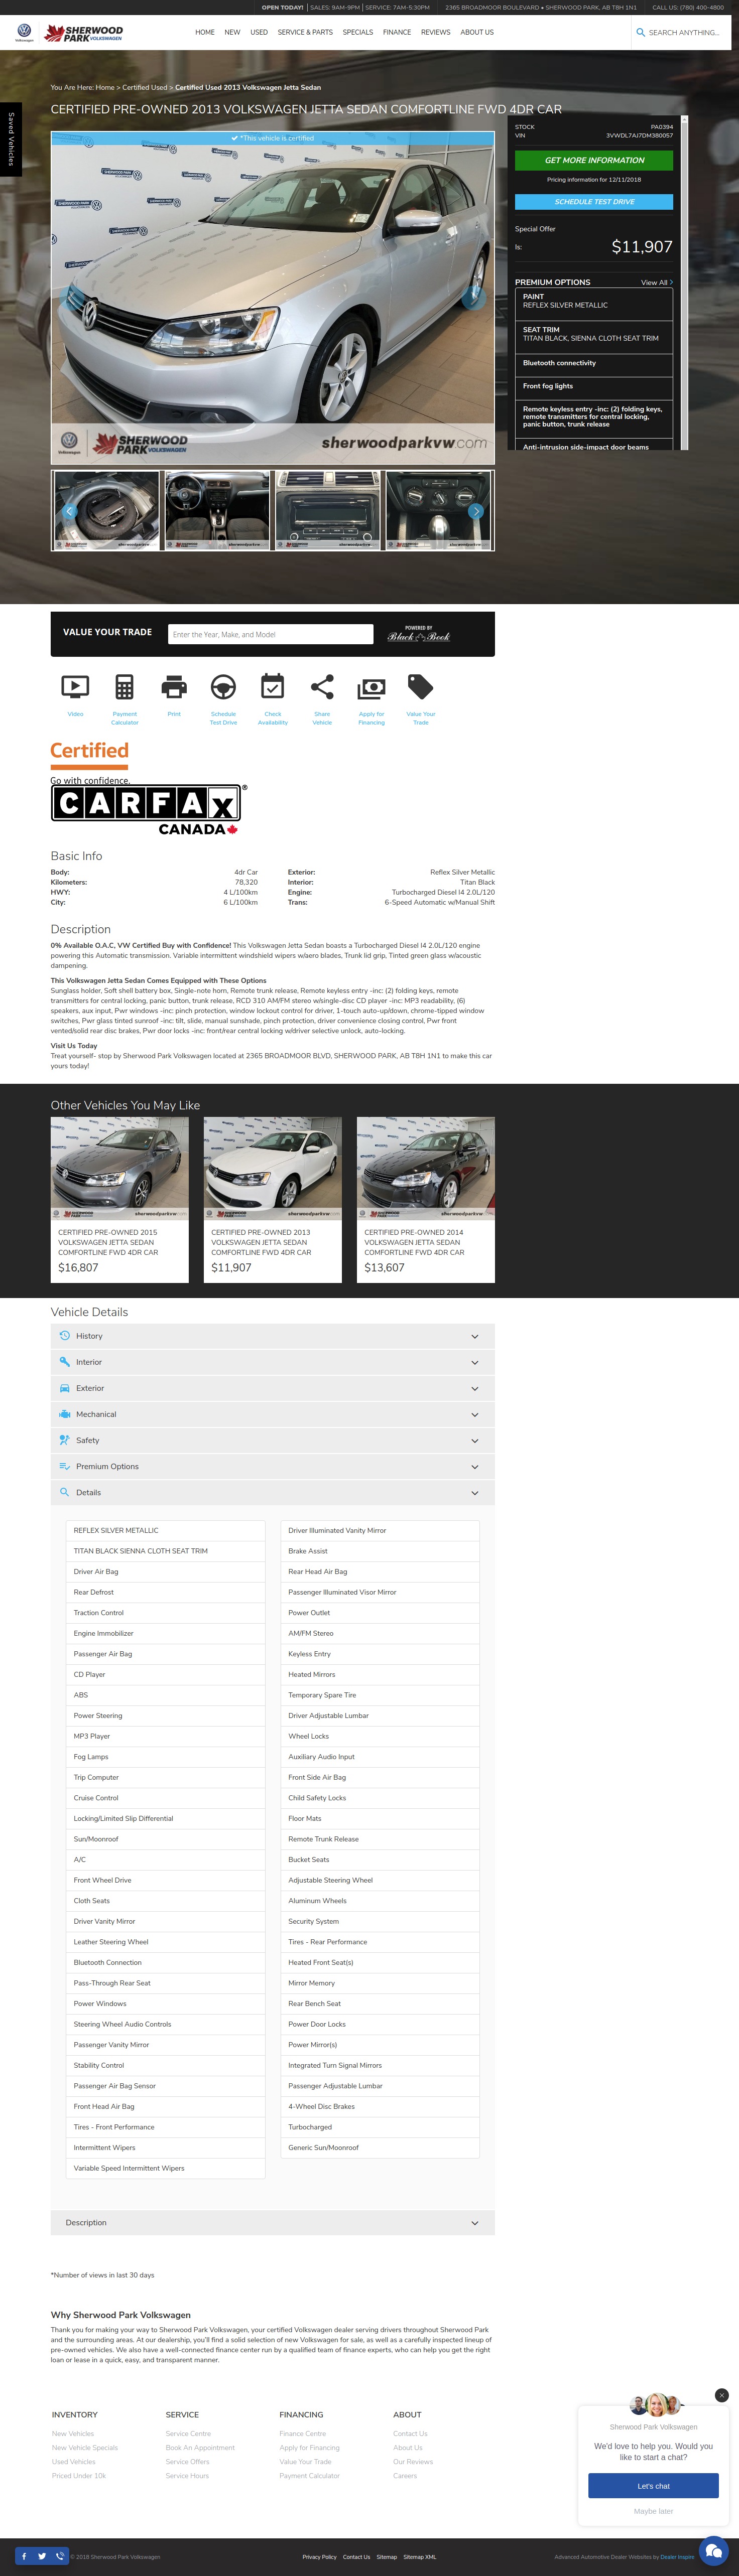 OPEN TODAY! SALES: 9AM-9PM SERVICE: 7AM-5:30PM
2365 BROADMOOR BOULEVARD • SHERWOOD PARK, AB T8H 1N1
CALL US: (780) 400-4800
SHERWOOD
PARK VOLKSWAGEN
HOME NEW USED SERVICE & PARTS SPECIALS FINANCE REVIEWS ABOUT US
SEARCH ANYTHING...
Saved Vehicles
You Are Here: Home > Certified Used > Certified Used 2013 Volkswagen Jetta Sedan
CERTIFIED PRE-OWNED 2013 VOLKSWAGEN JETTA SEDAN COMFORTLINE FWD 4DR CAR
*This vehicle is certified
SHERWOOD
PARK
VOLKSWAGEN
sherwoodparkvw.com
STOCK PA0394
VIN 3VWDL7AJ7DM380057
GET MORE INFORMATION
Pricing information for 12/11/2018
SCHEDULE TEST DRIVE
Special Offer
Is: $11,907
PREMIUM OPTIONS View All
PAINT
REFLEX SILVER METALLIC
SEAT TRIM
TITAN BLACK, SIENNA CLOTH SEAT TRIM
Bluetooth connectivity
Front fog lights
Remote keyless entry -inc: (2) folding keys,
remote transmitters for central locking,
panic button, trunk release
Anti-intrusion side-impact door beams
VALUE YOUR TRADE
Enter the Year, Make, and Model
POWERED BY
Black Book
Video
Payment
Calculator
Print
Schedule
Test Drive
Check
Availability
Share
Vehicle
Apply for
Financing
Value Your
Trade
Certified
Go with confidence.
CARFAX®
CANADA
Basic Info
Body: 4dr Car
Kilometers: 78,320
HWY: 4 L/100km
City: 6 L/100km
Exterior: Reflex Silver Metallic
Interior: Titan Black
Engine: Turbocharged Diesel I4 2.0L/120
Trans: 6-Speed Automatic w/Manual Shift
Description
0% Available O.A.C, VW Certified Buy with Confidence! This Volkswagen Jetta Sedan boasts a Turbocharged Diesel I4 2.0L/120 engine
powering this Automatic transmission. Variable intermittent windshield wipers w/aero blades, Trunk lid grip, Tinted green glass w/acoustic
dampening.
This Volkswagen Jetta Sedan Comes Equipped with These Options
Sunglass holder, Soft shell battery box, Single-note horn, Remote trunk release, Remote keyless entry -inc: (2) folding keys, remote
transmitters for central locking, panic button, trunk release, RCD 310 AM/FM stereo w/single-disc CD player -inc: MP3 readability, (6)
speakers, aux input, Pwr windows -inc: pinch protection, window lockout control for driver, 1-touch auto-up/down, chrome-tipped window
switches, Pwr glass tinted sunroof -inc: tilt, slide, manual sunshade, pinch protection, driver convenience closing control, Pwr front
vented/solid rear disc brakes, Pwr door locks -inc: front/rear central locking w/driver selective unlock, auto-locking.
Visit Us Today
Treat yourself- stop by Sherwood Park Volkswagen located at 2365 BROADMOOR BLVD, SHERWOOD PARK, AB T8H 1N1 to make this car
yours today!
Other Vehicles You May Like
CERTIFIED PRE-OWNED 2015
VOLKSWAGEN JETTA SEDAN
COMFORTLINE FWD 4DR CAR
$16,807
CERTIFIED PRE-OWNED 2013
VOLKSWAGEN JETTA SEDAN
COMFORTLINE FWD 4DR CAR
$11,907
CERTIFIED PRE-OWNED 2014
VOLKSWAGEN JETTA SEDAN
COMFORTLINE FWD 4DR CAR
$13,607
Vehicle Details
History
Interior
Exterior
Mechanical
Safety
Premium Options
Details
REFLEX SILVER METALLIC
TITAN BLACK SIENNA CLOTH SEAT TRIM
Driver Air Bag
Rear Defrost
Traction Control
Engine Immobilizer
Passenger Air Bag
CD Player
ABS
Power Steering
MP3 Player
Fog Lamps
Trip Computer
Cruise Control
Locking/Limited Slip Differential
Sun/Moonroof
A/C
Front Wheel Drive
Cloth Seats
Driver Vanity Mirror
Leather Steering Wheel
Bluetooth Connection
Pass-Through Rear Seat
Power Windows
Steering Wheel Audio Controls
Passenger Vanity Mirror
Stability Control
Passenger Air Bag Sensor
Front Head Air Bag
Tires - Front Performance
Intermittent Wipers
Variable Speed Intermittent Wipers
Driver Illuminated Vanity Mirror
Brake Assist
Rear Head Air Bag
Passenger Illuminated Visor Mirror
Power Outlet
AM/FM Stereo
Keyless Entry
Heated Mirrors
Temporary Spare Tire
Driver Adjustable Lumbar
Wheel Locks
Auxiliary Audio Input
Front Side Air Bag
Child Safety Locks
Floor Mats
Remote Trunk Release
Bucket Seats
Adjustable Steering Wheel
Aluminum Wheels
Security System
Tires - Rear Performance
Heated Front Seat(s)
Mirror Memory
Rear Bench Seat
Power Door Locks
Power Mirror(s)
Integrated Turn Signal Mirrors
Passenger Adjustable Lumbar
4-Wheel Disc Brakes
Turbocharged
Generic Sun/Moonroof
Description
*Number of views in last 30 days
Why Sherwood Park Volkswagen
Thank you for making your way to Sherwood Park Volkswagen, your certified Volkswagen dealer serving drivers throughout Sherwood Park
and the surrounding areas. At our dealership, you'll find a solid selection of new Volkswagen for sale, as well as a carefully inspected lineup of
pre-owned vehicles. We also have a well-connected finance center run by a qualified team of finance experts, who can help you get the right
loan or lease in a quick, easy, and transparent manner.
INVENTORY
New Vehicles
New Vehicle Specials
Used Vehicles
Priced Under 10k
SERVICE
Service Centre
Book An Appointment
Service Offers
Service Hours
FINANCING
Finance Centre
Apply for Financing
Value Your Trade
Payment Calculator
ABOUT
Contact Us
About Us
Our Reviews
Careers
Sherwood Park Volkswagen
We'd love to help you. Would you
like to start a chat?
Let's chat
Maybe later
© 2018 Sherwood Park Volkswagen
Privacy Policy Contact Us Sitemap Sitemap XML
Advanced Automotive Dealer Websites by Dealer Inspire